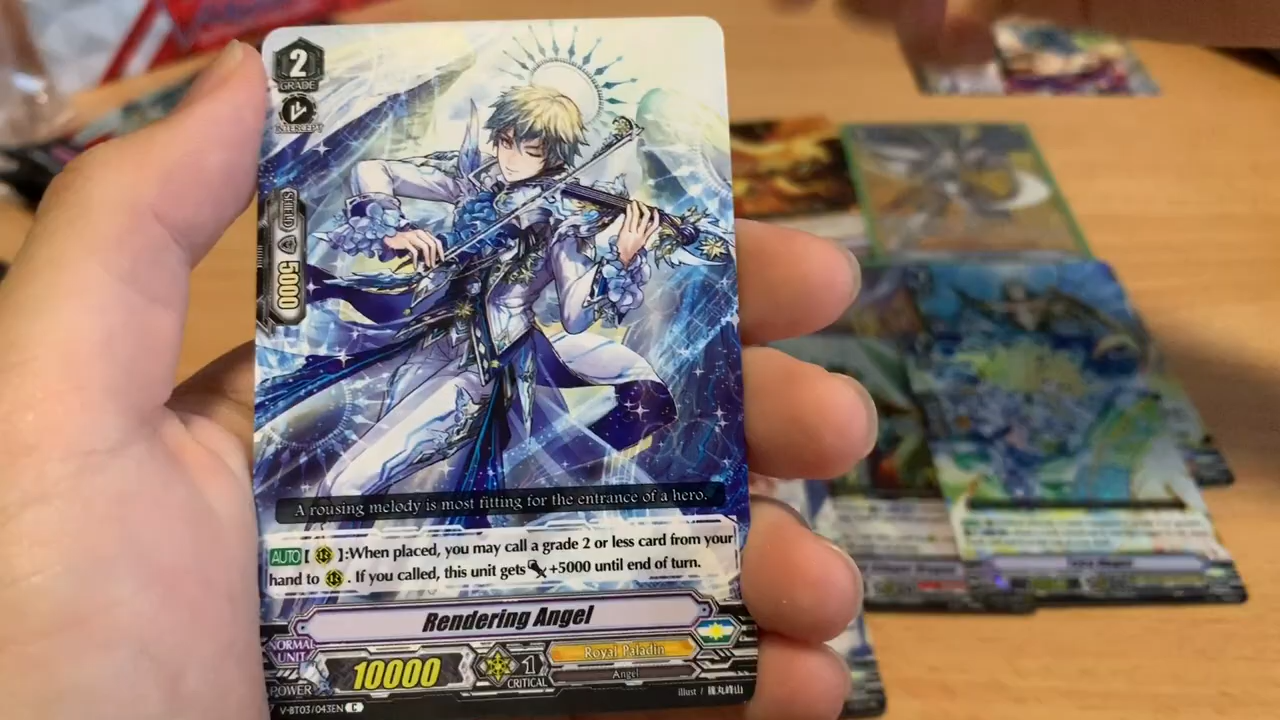 2
GRADE
INTERCEPT
SHIELD
5000
A rousing melody is most fitting for the entrance of a hero.
AUTO [ ]:When placed, you may call a grade 2 or less card from your
hand to . If you called, this unit gets +5000 until end of turn.
Rendering Angel
NORMAL
UNIT
Royal Paladin
POWER
10000
1
CRITICAL
Angel
V-BT03/043EN C
illust / 篠丸峰山